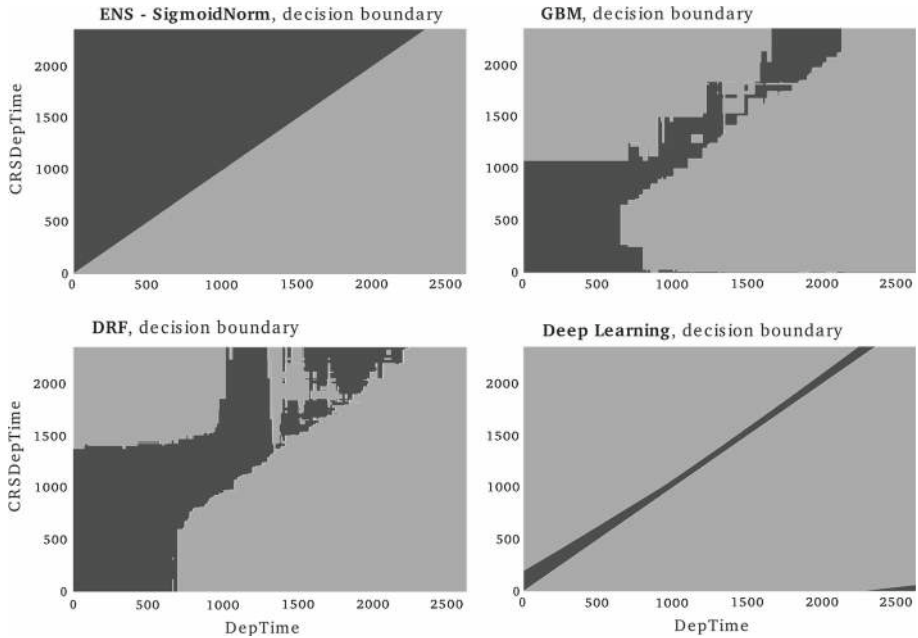 ENS - SigmoidNorm, decision boundary
2000
1500
1000
500
0
CRSDepTime
0 500 1000 1500 2000 2500
GBM, decision boundary
2000
1500
1000
500
0
0 500 1000 1500 2000 2500
DRF, decision boundary
2000
1500
1000
500
0
CRSDepTime
0 500 1000 1500 2000 2500
DepTime
Deep Learning, decision boundary
2000
1500
1000
500
0
0 500 1000 1500 2000 2500
DepTime